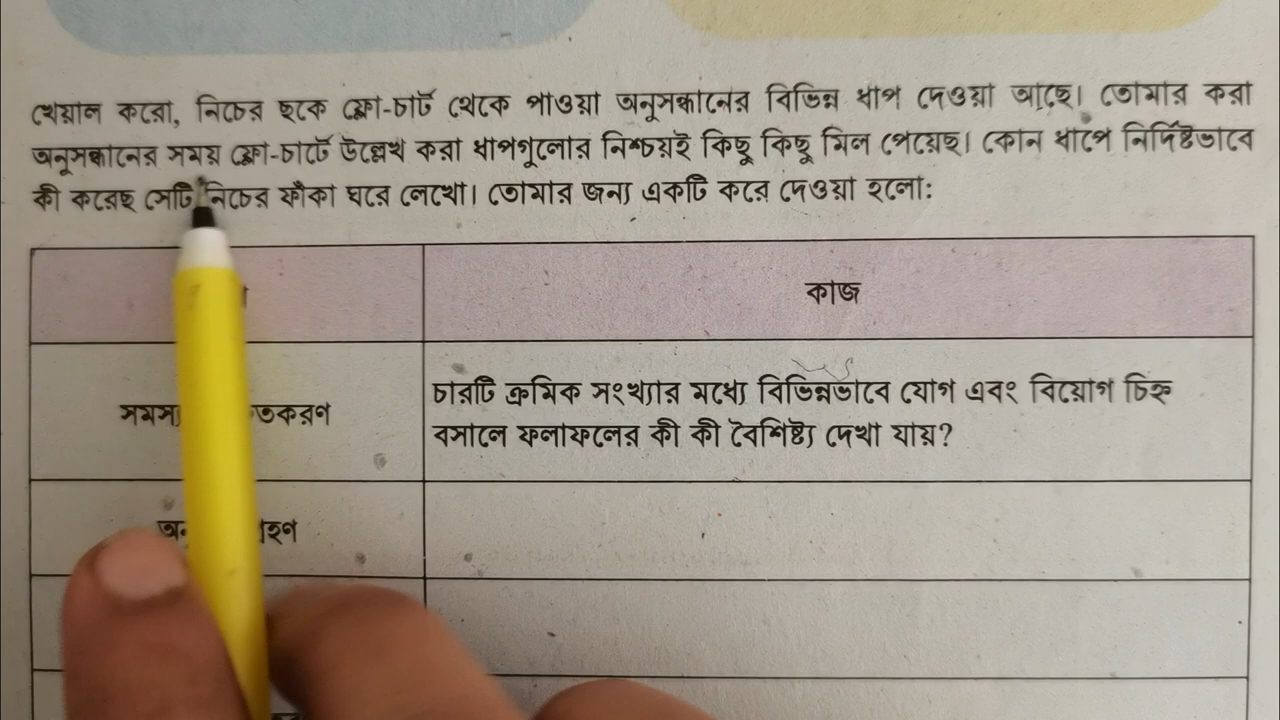 খেয়াল করো, নিচের ছকে ফ্লো-চার্ট থেকে পাওয়া অনুসন্ধানের বিভিন্ন ধাপ দেওয়া আছে। তোমার করা
অনুসন্ধানের সময় ফ্লো-চার্টে উল্লেখ করা ধাপগুলোর নিশ্চয়ই কিছু কিছু মিল পেয়েছ। কোন ধাপে নির্দিষ্টভাবে
কী করেছ সেটি নিচের ফাঁকা ঘরে লেখো। তোমার জন্য একটি করে দেওয়া হলো:
কাজ
চারটি ক্রমিক সংখ্যার মধ্যে বিভিন্নভাবে যোগ এবং বিয়োগ চিহ্ন
বসালে ফলাফলের কী কী বৈশিষ্ট্য দেখা যায়?